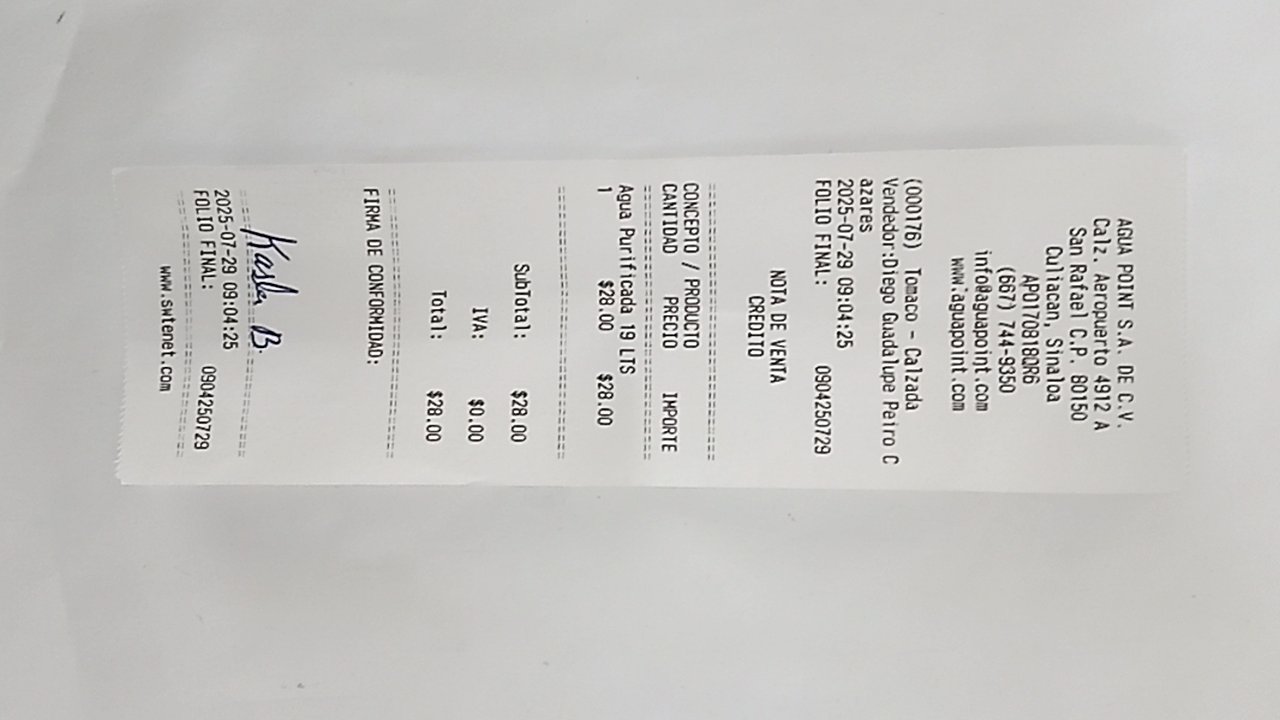 AGUA POINT S.A. DE C.V.
Calz. Aeropuerto 4912 A
San Rafael C.P. 80150
Culiacan, Sinaloa
APO170818QR6
(667) 744-9350
info@aguapoint.com
www.aguapoint.com
(000176) Tomaco - Calzada
Vendedor:Diego Guadalupe Peiro C
azares
2025-07-29 09:04:25
FOLIO FINAL: 0904250729
NOTA DE VENTA
CREDITO
================================
CONCEPTO / PRODUCTO
CANTIDAD PRECIO IMPORTE
================================
Agua Purificada 19 LTS
1 $28.00 $28.00
================================
SubTotal: $28.00
IVA: $0.00
Total: $28.00
================================
FIRMA DE CONFORMIDAD:
Karla B.
================================
2025-07-29 09:04:25
FOLIO FINAL: 0904250729
================================
www.swtenet.com